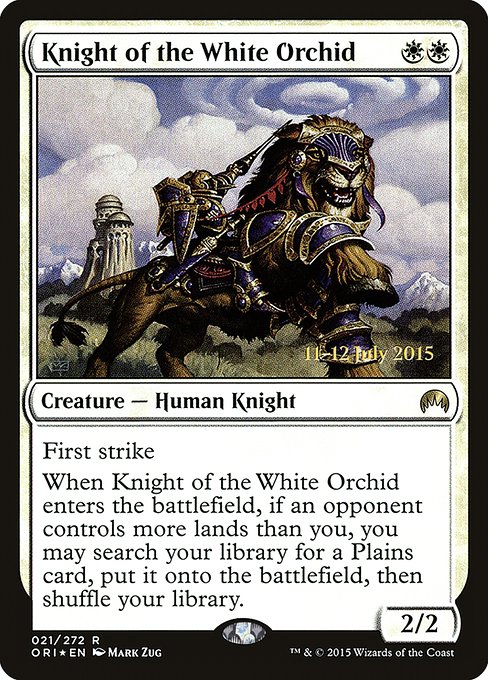 Knight of the White Orchid
11–12 July 2015
Creature — Human Knight
First strike
When Knight of the White Orchid
enters the battlefield, if an opponent
controls more lands than you, you
may search your library for a Plains
card, put it onto the battlefield, then
shuffle your library.
2/2
021/272 R
ORI★EN Mark Zug
™ & © 2015 Wizards of the Coast